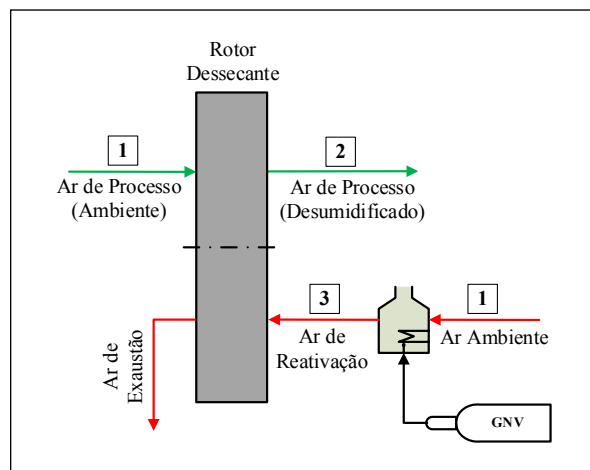 Rotor
Dessecante
1
2
Ar de Processo
(Ambiente)
Ar de Processo
(Desumidificado)
3
1
Ar de
Reativação
Ar Ambiente
Ar de
Exaustão
GNV